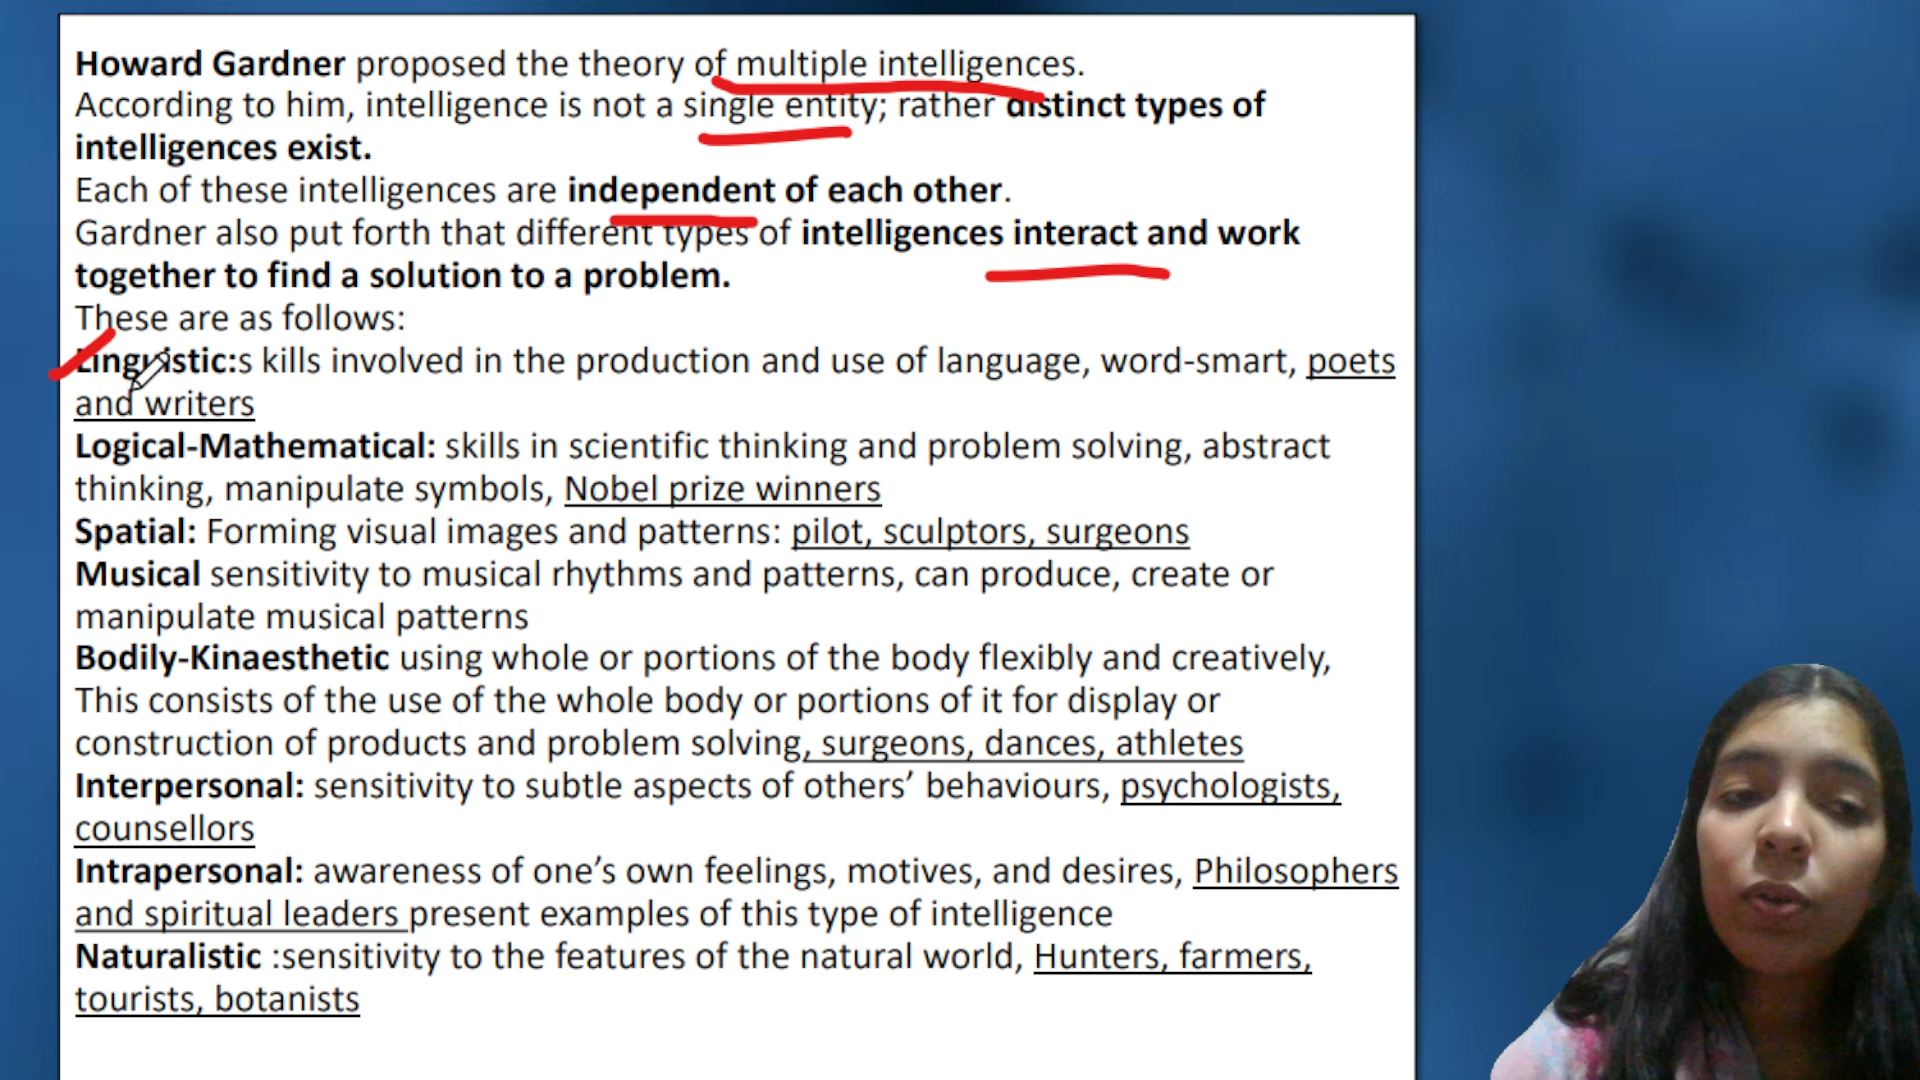 Howard Gardner proposed the theory of multiple intelligences.
According to him, intelligence is not a single entity; rather distinct types of
intelligences exist.
Each of these intelligences are independent of each other.
Gardner also put forth that different types of intelligences interact and work
together to find a solution to a problem.
These are as follows:
Linguistic:s kills involved in the production and use of language, word-smart, poets
and writers
Logical-Mathematical: skills in scientific thinking and problem solving, abstract
thinking, manipulate symbols, Nobel prize winners
Spatial: Forming visual images and patterns: pilot, sculptors, surgeons
Musical sensitivity to musical rhythms and patterns, can produce, create or
manipulate musical patterns
Bodily-Kinaesthetic using whole or portions of the body flexibly and creatively,
This consists of the use of the whole body or portions of it for display or
construction of products and problem solving, surgeons, dances, athletes
Interpersonal: sensitivity to subtle aspects of others’ behaviours, psychologists,
counsellors
Intrapersonal: awareness of one’s own feelings, motives, and desires, Philosophers
and spiritual leaders present examples of this type of intelligence
Naturalistic :sensitivity to the features of the natural world, Hunters, farmers,
tourists, botanists